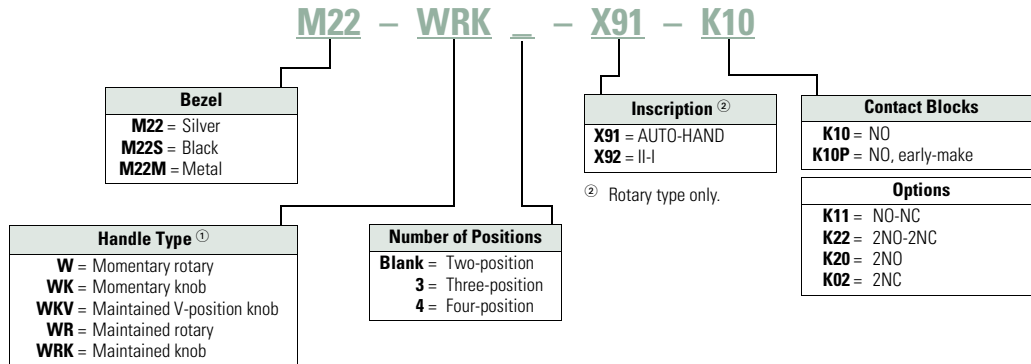 M22 – WRK _ – X91 – K10
Bezel
M22 = Silver
M22S = Black
M22M = Metal
Inscription ②
X91 = AUTO-HAND
X92 = II-I
② Rotary type only.
Contact Blocks
K10 = NO
K10P = NO, early-make
Options
K11 = NO-NC
K22 = 2NO-2NC
K20 = 2NO
K02 = 2NC
Handle Type ①
W = Momentary rotary
WK = Momentary knob
WKV = Maintained V-position knob
WR = Maintained rotary
WRK = Maintained knob
Number of Positions
Blank = Two-position
3 = Three-position
4 = Four-position